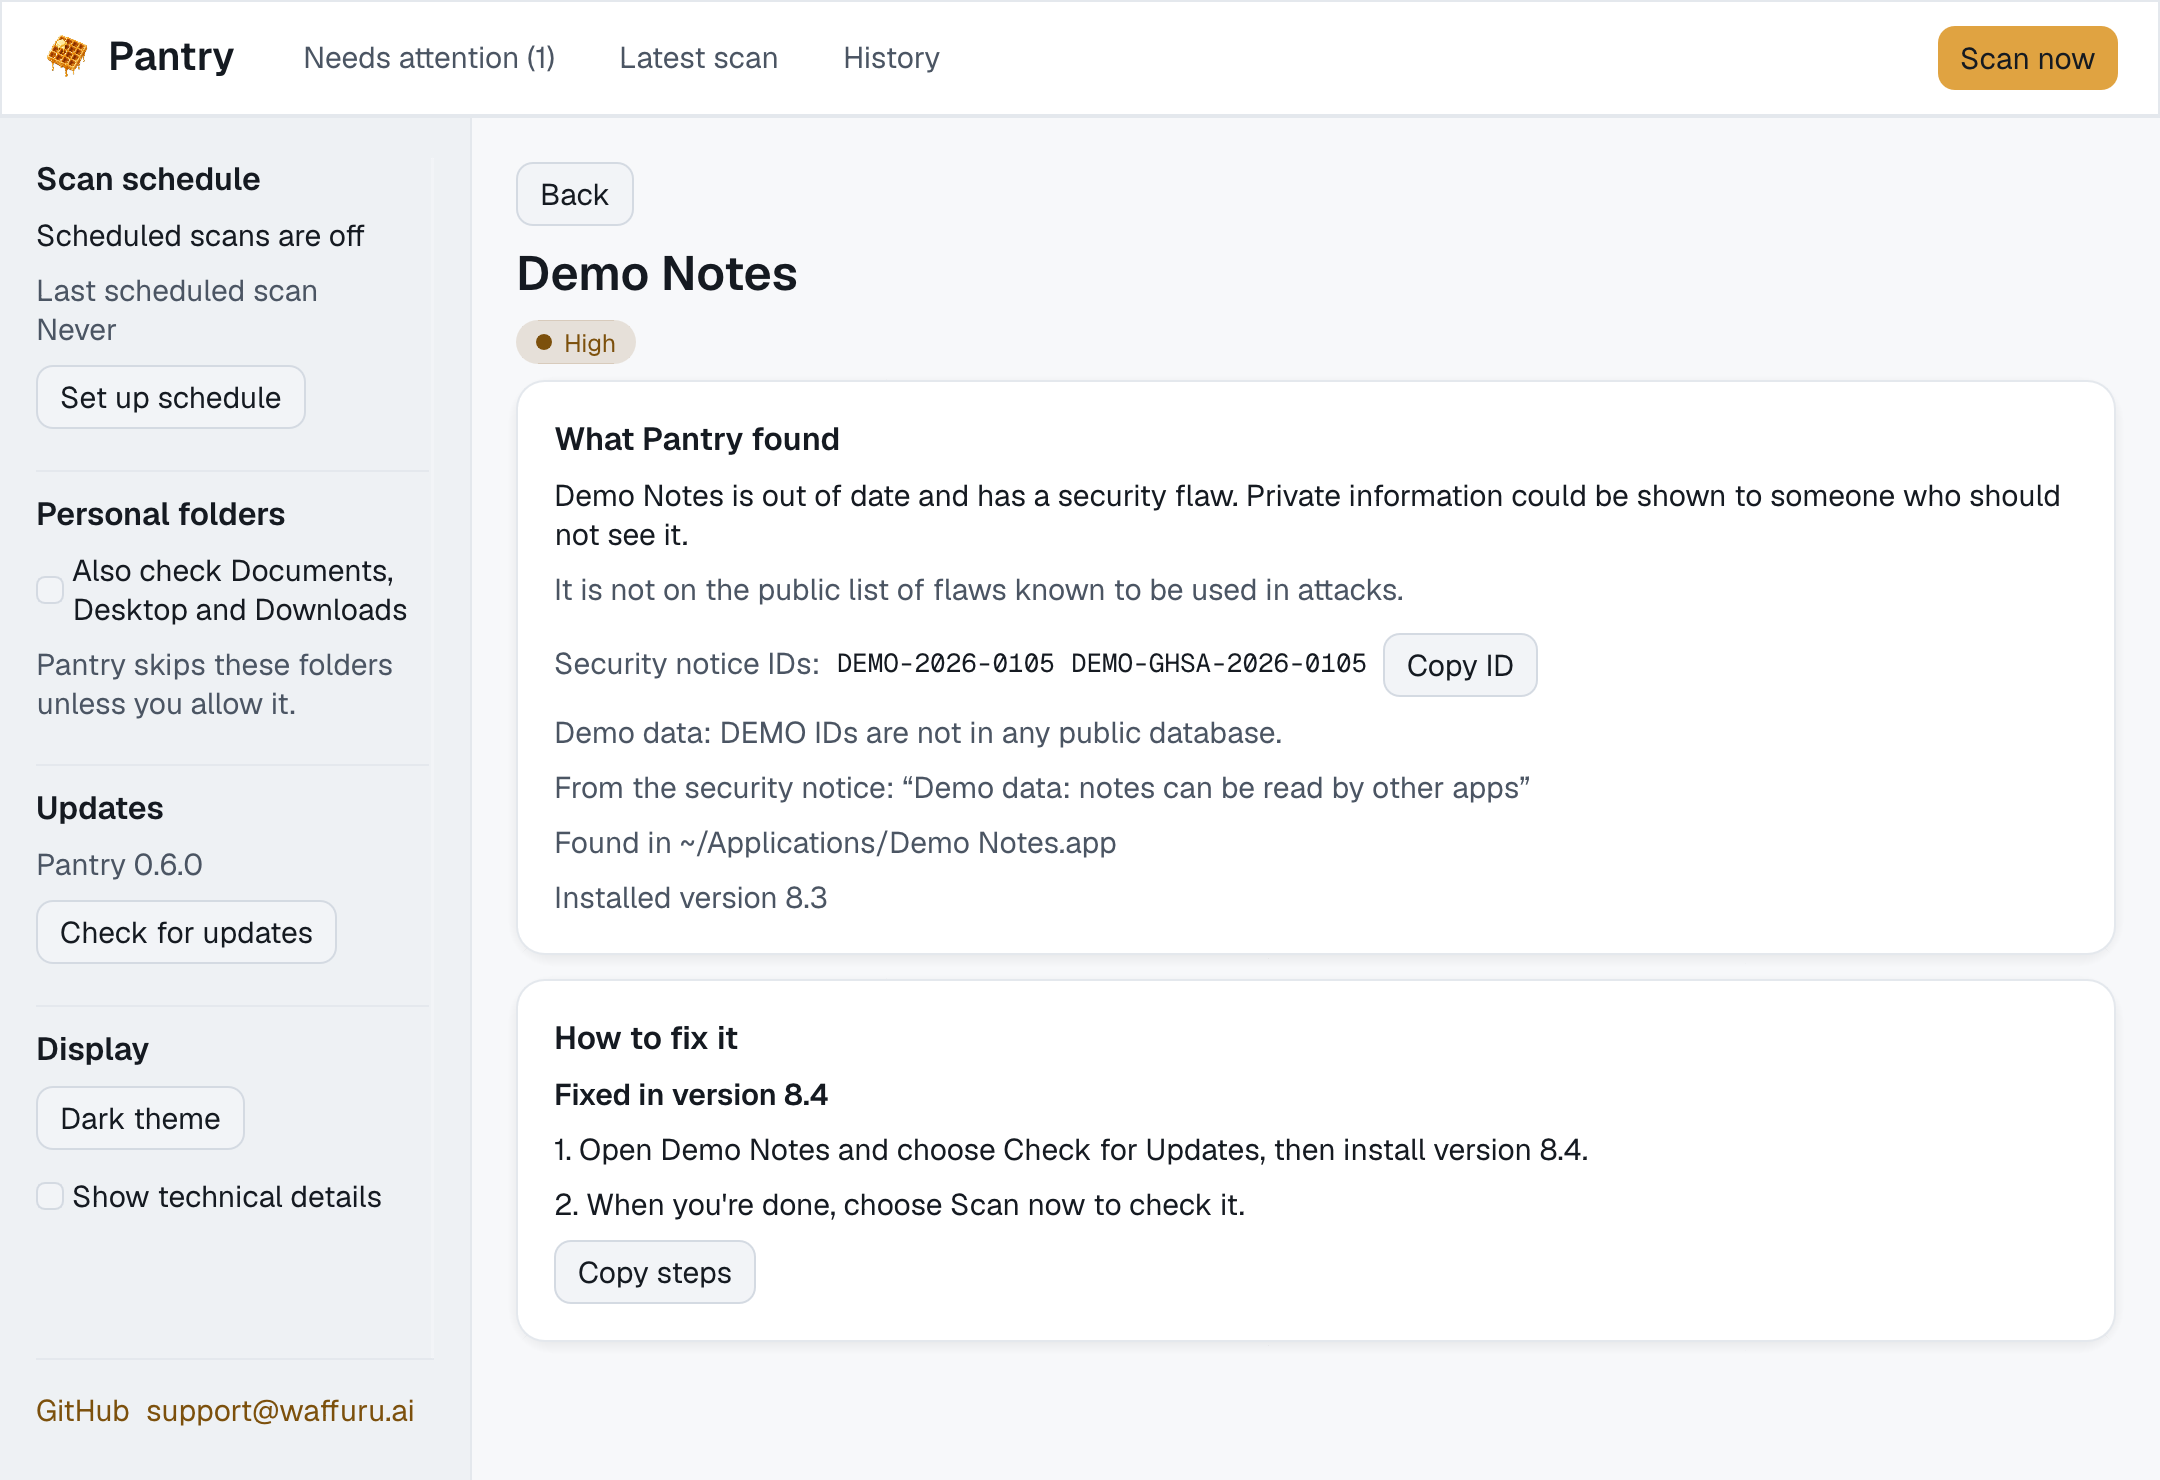 Pantry
Needs attention (1)
Latest scan
History
Scan now
Scan schedule
Scheduled scans are off
Last scheduled scan
Never
Set up schedule
Personal folders
Also check Documents,
Desktop and Downloads
Pantry skips these folders
unless you allow it.
Updates
Pantry 0.6.0
Check for updates
Display
Dark theme
Show technical details
GitHub support@waffuru.ai
Back
Demo Notes
High
What Pantry found
Demo Notes is out of date and has a security flaw. Private information could be shown to someone who should
not see it.
It is not on the public list of flaws known to be used in attacks.
Security notice IDs: DEMO-2026-0105 DEMO-GHSA-2026-0105 Copy ID
Demo data: DEMO IDs are not in any public database.
From the security notice: “Demo data: notes can be read by other apps”
Found in ~/Applications/Demo Notes.app
Installed version 8.3
How to fix it
Fixed in version 8.4
1. Open Demo Notes and choose Check for Updates, then install version 8.4.
2. When you're done, choose Scan now to check it.
Copy steps